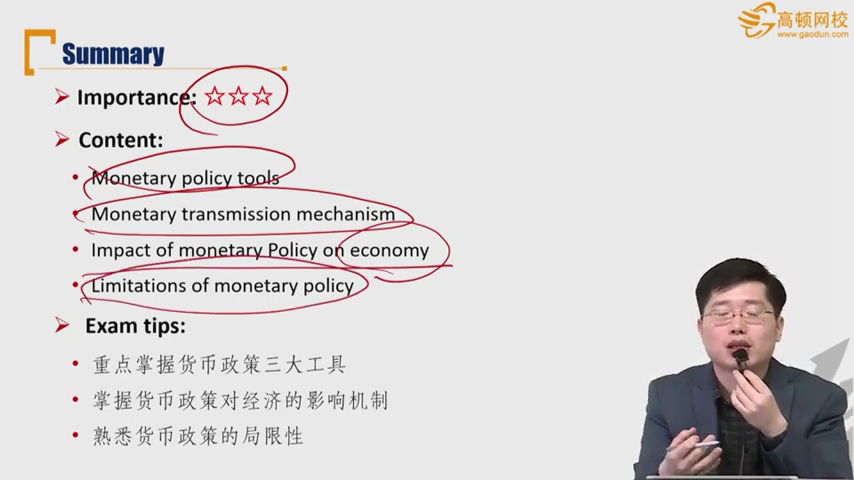 高顿网校
www.gaodun.com
Summary
Importance: ☆☆☆
Content:
Monetary policy tools
Monetary transmission mechanism
Impact of monetary Policy on economy
Limitations of monetary policy
Exam tips:
重点掌握货币政策三大工具
掌握货币政策对经济的影响机制
熟悉货币政策的局限性